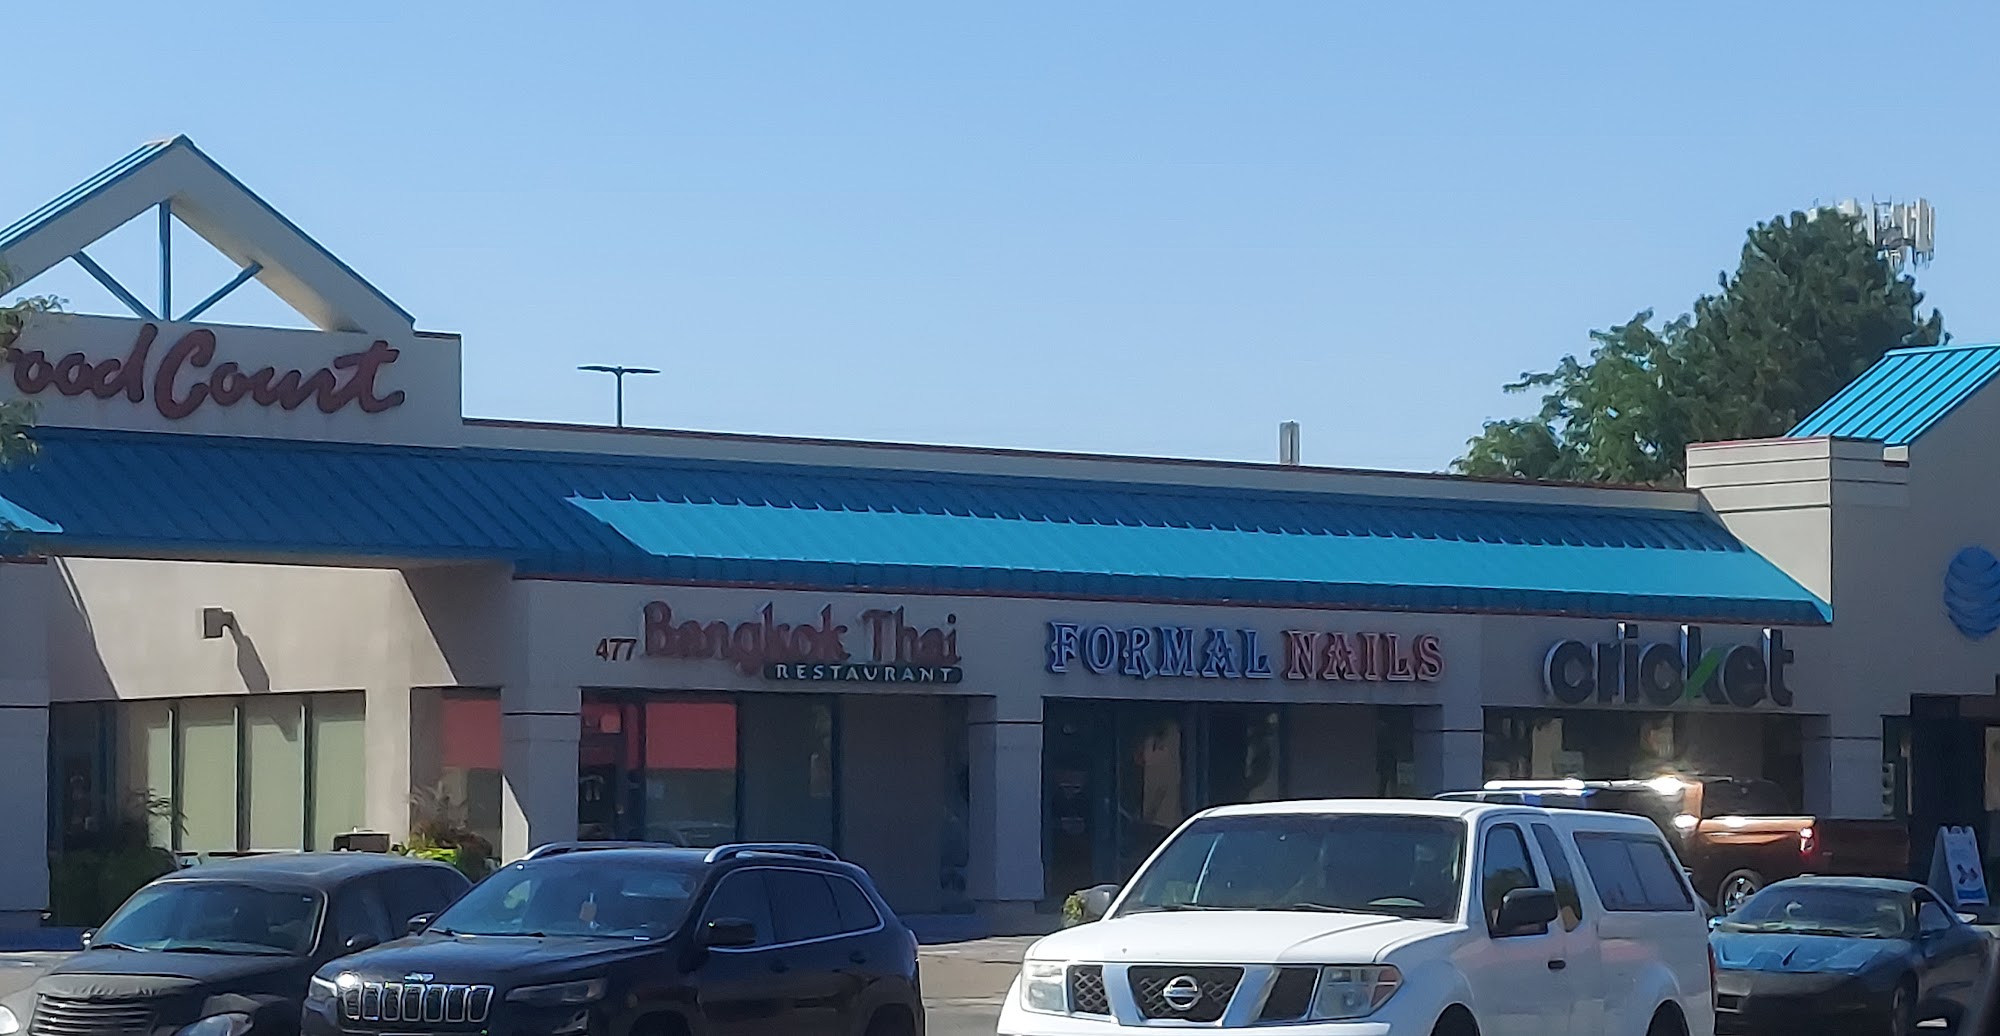 Food Court
477 Bangkok Thai
RESTAURANT
FORMAL NAILS
cricket